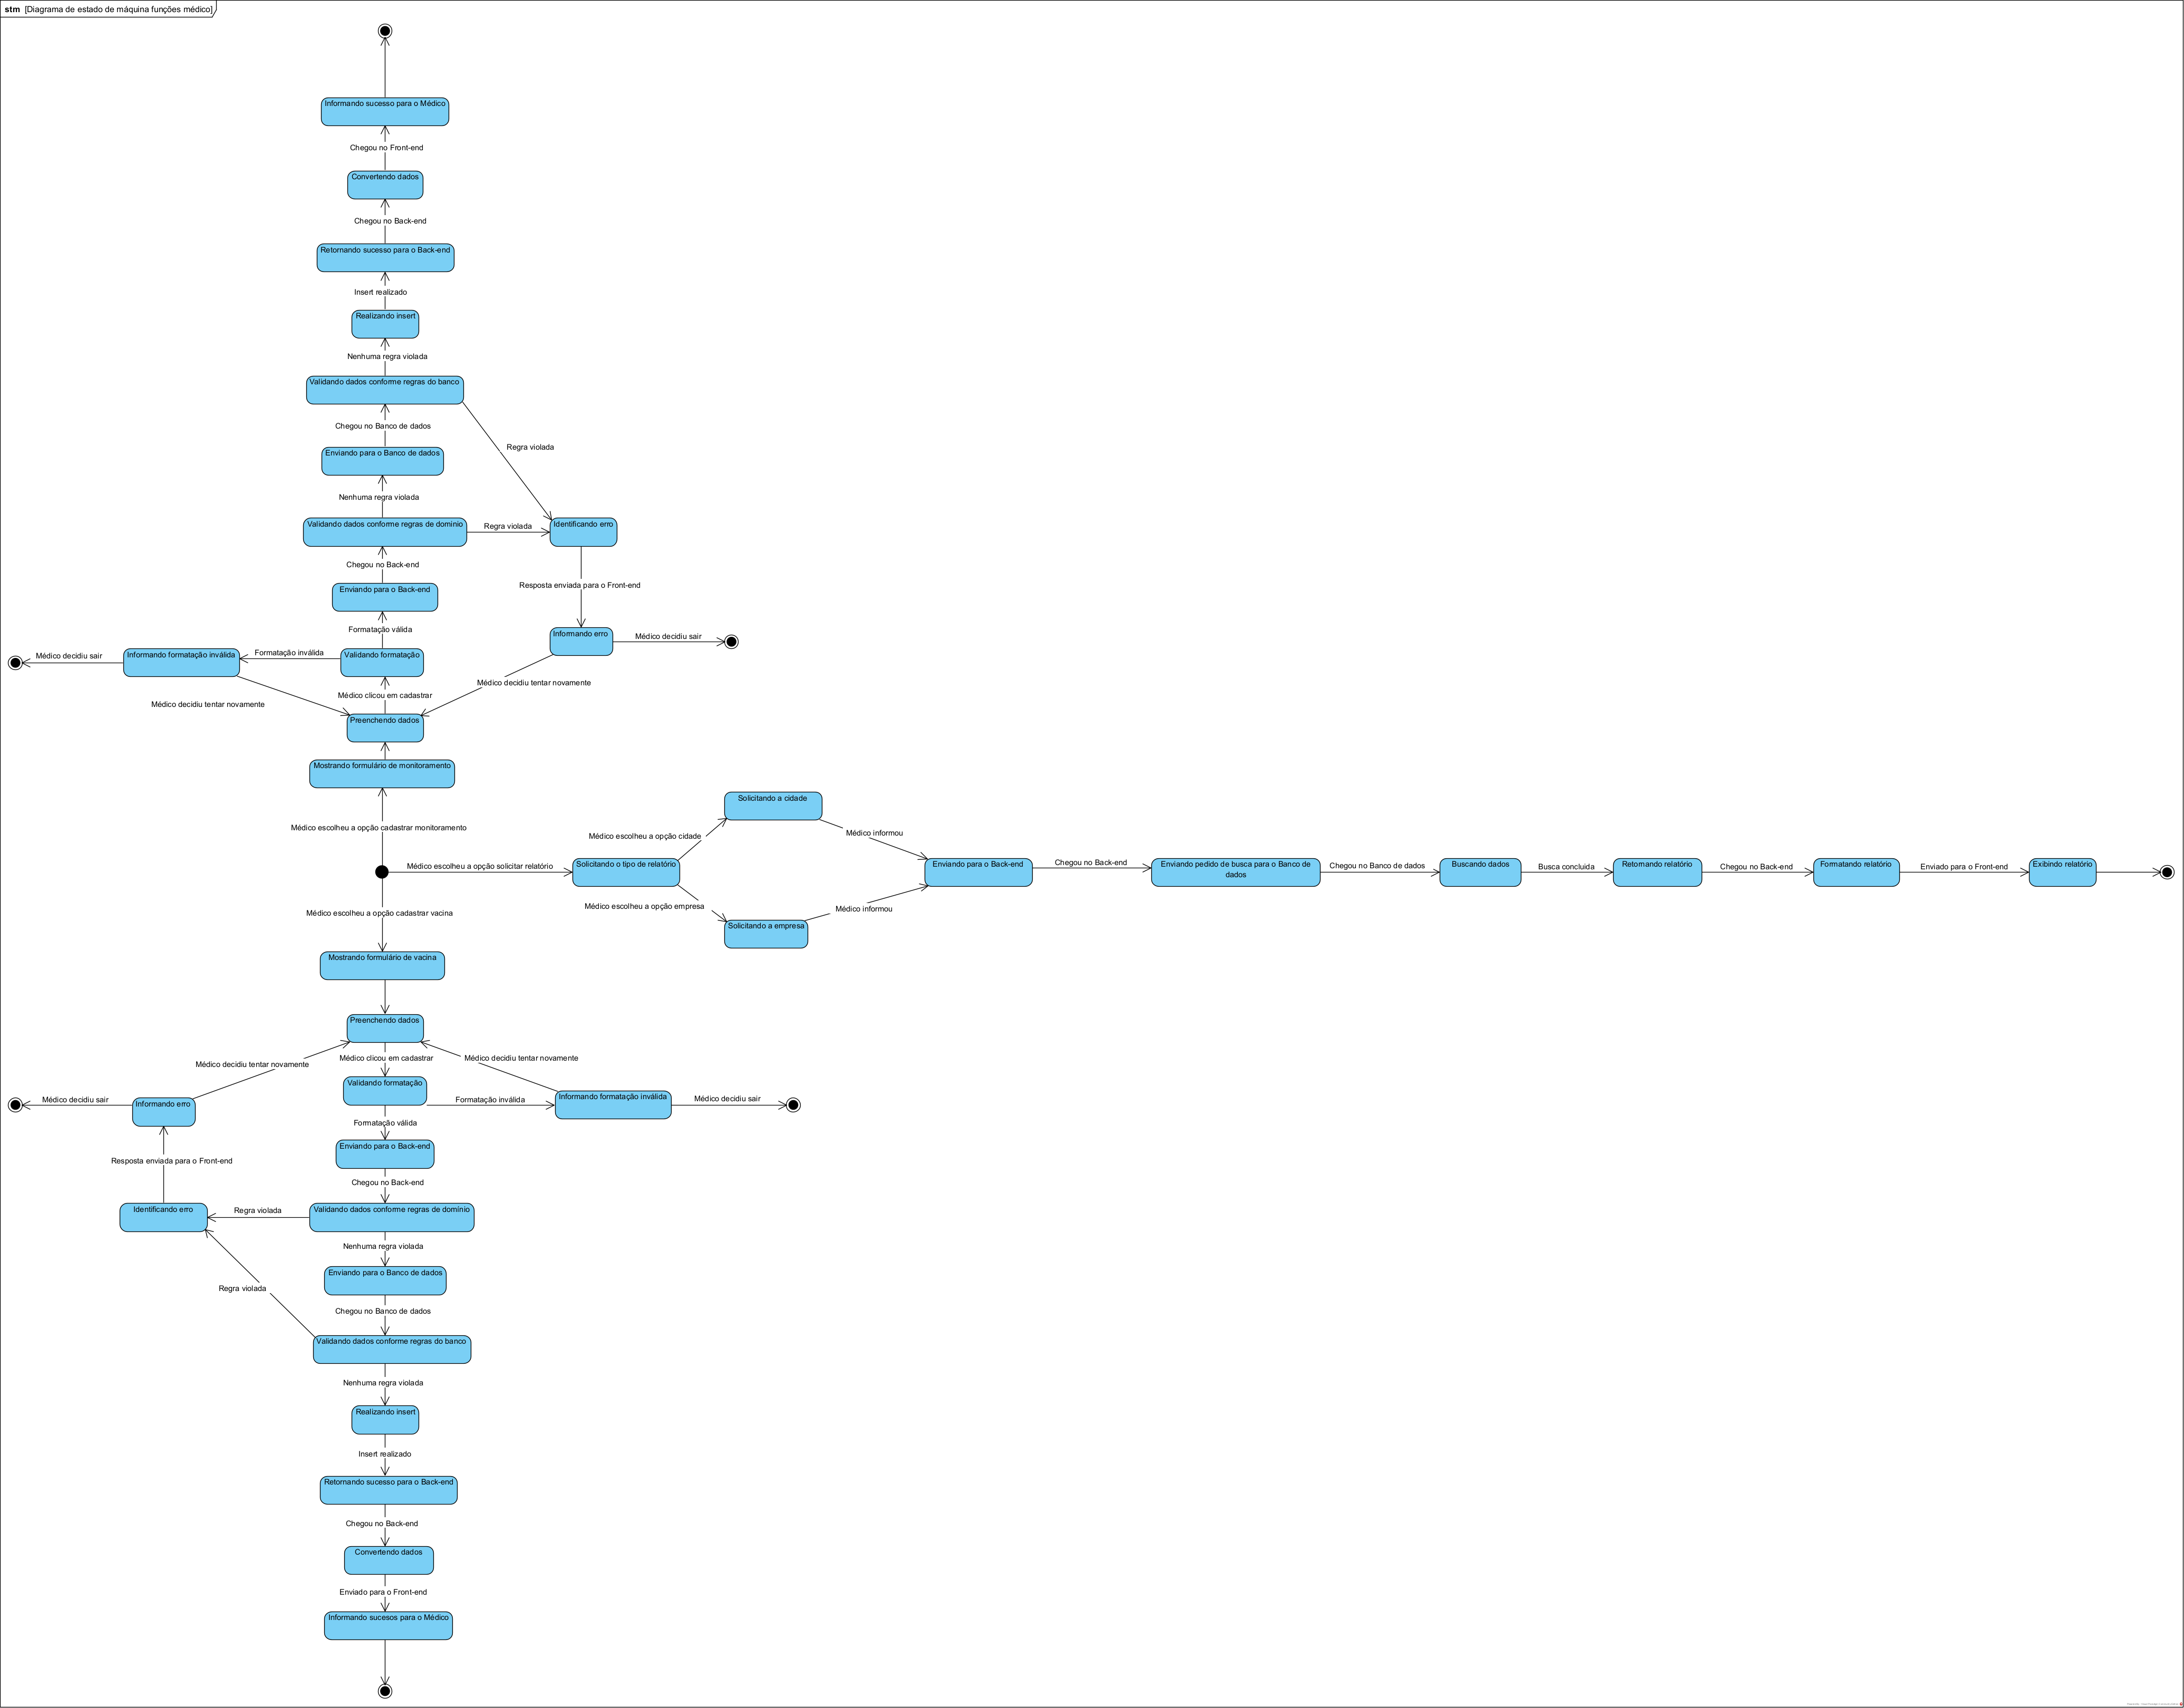 stm [Diagrama de estado de máquina funções médico]
Informando sucesso para o Médico
Chegou no Front-end
Convertendo dados
Chegou no Back-end
Retornando sucesso para o Back-end
Insert realizado
Realizando insert
Nenhuma regra violada
Validando dados conforme regras do banco
Chegou no Banco de dados
Regra violada
Enviando para o Banco de dados
Nenhuma regra violada
Validando dados conforme regras de dominio
Regra violada
Identificando erro
Chegou no Back-end
Resposta enviada para o Front-end
Enviando para o Back-end
Formatação válida
Informando erro
Médico decidiu sair
Médico decidiu sair
Informando formatação inválida
Formatação inválida
Validando formatação
Médico decidiu tentar novamente
Médico clicou em cadastrar
Médico decidiu tentar novamente
Preenchendo dados
Mostrando formulário de monitoramento
Médico escolheu a opção cadastrar monitoramento
Solicitando a cidade
Médico escolheu a opção cidade
Médico informou
Médico escolheu a opção solicitar relatório
Solicitando o tipo de relatório
Enviando para o Back-end
Chegou no Back-end
Enviando pedido de busca para o Banco de
dados
Chegou no Banco de dados
Buscando dados
Busca concluida
Retornando relatório
Chegou no Back-end
Formatando relatório
Enviado para o Front-end
Exibindo relatório
Médico escolheu a opção cadastrar vacina
Médico escolheu a opção empresa
Médico informou
Solicitando a empresa
Mostrando formulário de vacina
Preenchendo dados
Médico decidiu tentar novamente
Médico clicou em cadastrar
Médico decidiu tentar novamente
Validando formatação
Médico decidiu sair
Informando erro
Formatação inválida
Informando formatação inválida
Médico decidiu sair
Formatação válida
Enviando para o Back-end
Resposta enviada para o Front-end
Chegou no Back-end
Identificando erro
Regra violada
Validando dados conforme regras de domínio
Nenhuma regra violada
Enviando para o Banco de dados
Regra violada
Chegou no Banco de dados
Validando dados conforme regras do banco
Nenhuma regra violada
Realizando insert
Insert realizado
Retornando sucesso para o Back-end
Chegou no Back-end
Convertendo dados
Enviado para o Front-end
Informando sucesos para o Médico